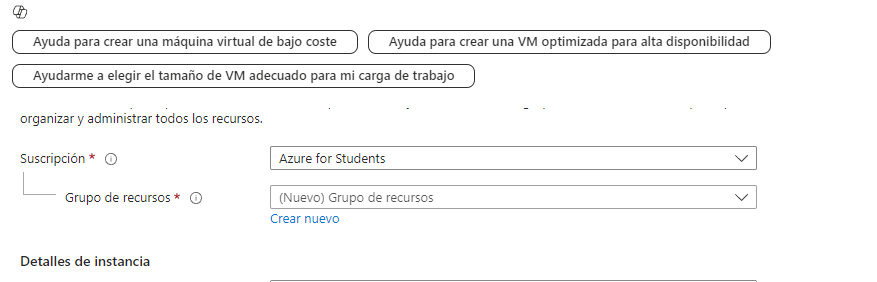 Ayuda para crear una máquina virtual de bajo coste
Ayuda para crear una VM optimizada para alta disponibilidad
Ayudarme a elegir el tamaño de VM adecuado para mi carga de trabajo
organizar y administrar todos los recursos.
Suscripción *
Azure for Students
Grupo de recursos *
(Nuevo) Grupo de recursos
Crear nuevo
Detalles de instancia